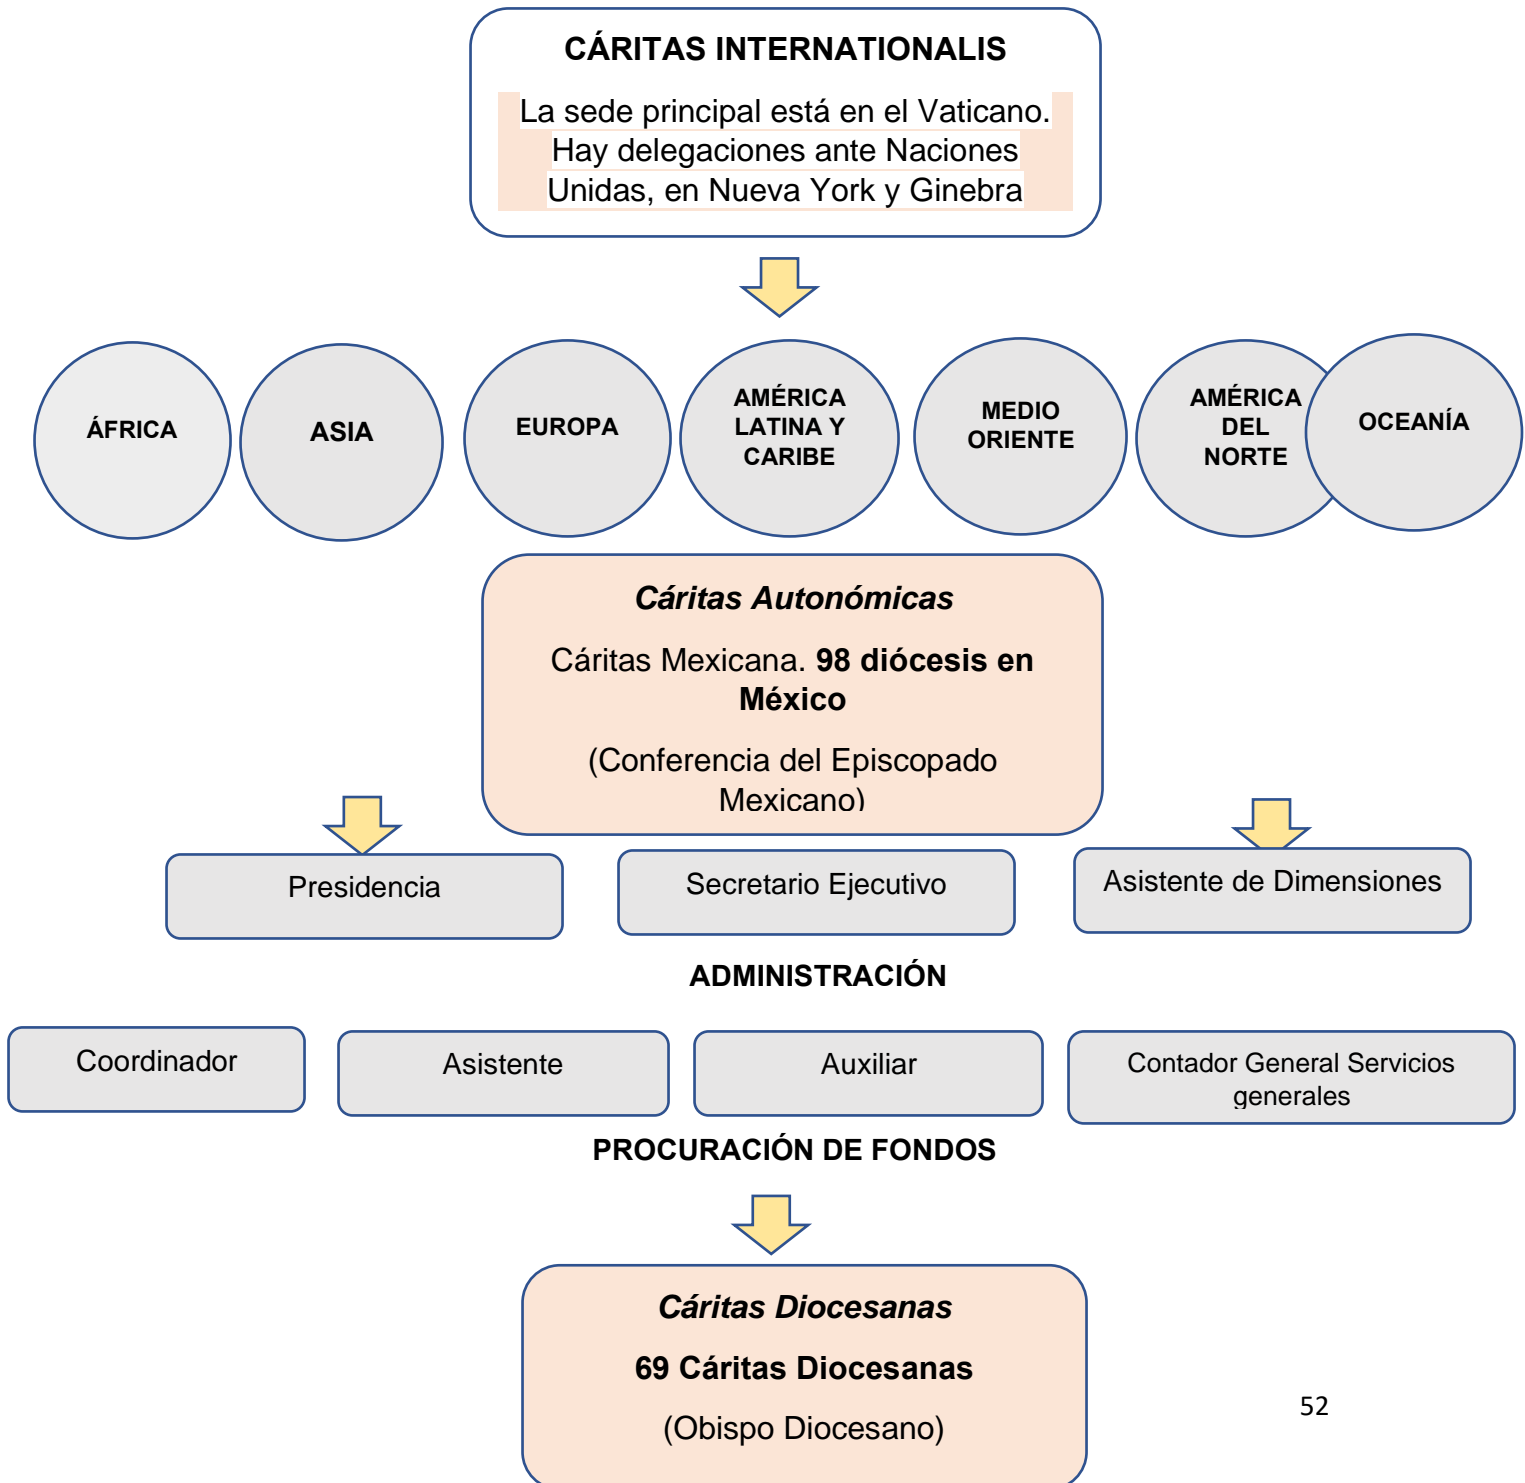 CÁRITAS INTERNATIONALIS
La sede principal está en el Vaticano.
Hay delegaciones ante Naciones
Unidas, en Nueva York y Ginebra
ÁFRICA
ASIA
EUROPA
AMÉRICA
LATINA Y
CARIBE
MEDIO
ORIENTE
AMÉRICA
DEL
NORTE
OCEANÍA
Cáritas Autonómicas
Cáritas Mexicana. 98 diócesis en
México
(Conferencia del Episcopado
Mexicano)
Presidencia
Secretario Ejecutivo
Asistente de Dimensiones
ADMINISTRACIÓN
Coordinador
Asistente
Auxiliar
Contador General Servicios
generales
PROCURACIÓN DE FONDOS
Cáritas Diocesanas
69 Cáritas Diocesanas
(Obispo Diocesano)
52